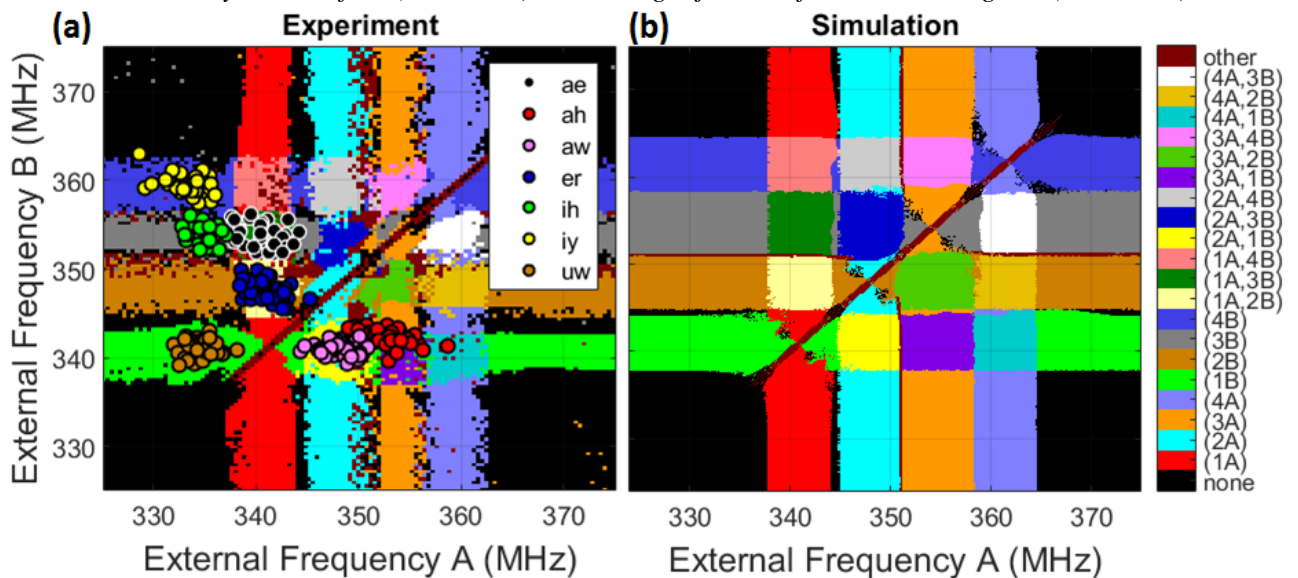 (a) Experiment
(b) Simulation
External Frequency B (MHz)
370
360
350
340
330
ae
ah
aw
er
ih
iy
uw
330 340 350 360 370
External Frequency A (MHz)
330 340 350 360 370
External Frequency A (MHz)
other
(4A,3B)
(4A,2B)
(4A,1B)
(3A,4B)
(3A,2B)
(3A,1B)
(2A,4B)
(2A,3B)
(2A,1B)
(1A,4B)
(1A,3B)
(1A,2B)
(4B)
(3B)
(2B)
(1B)
(4A)
(3A)
(2A)
(1A)
none